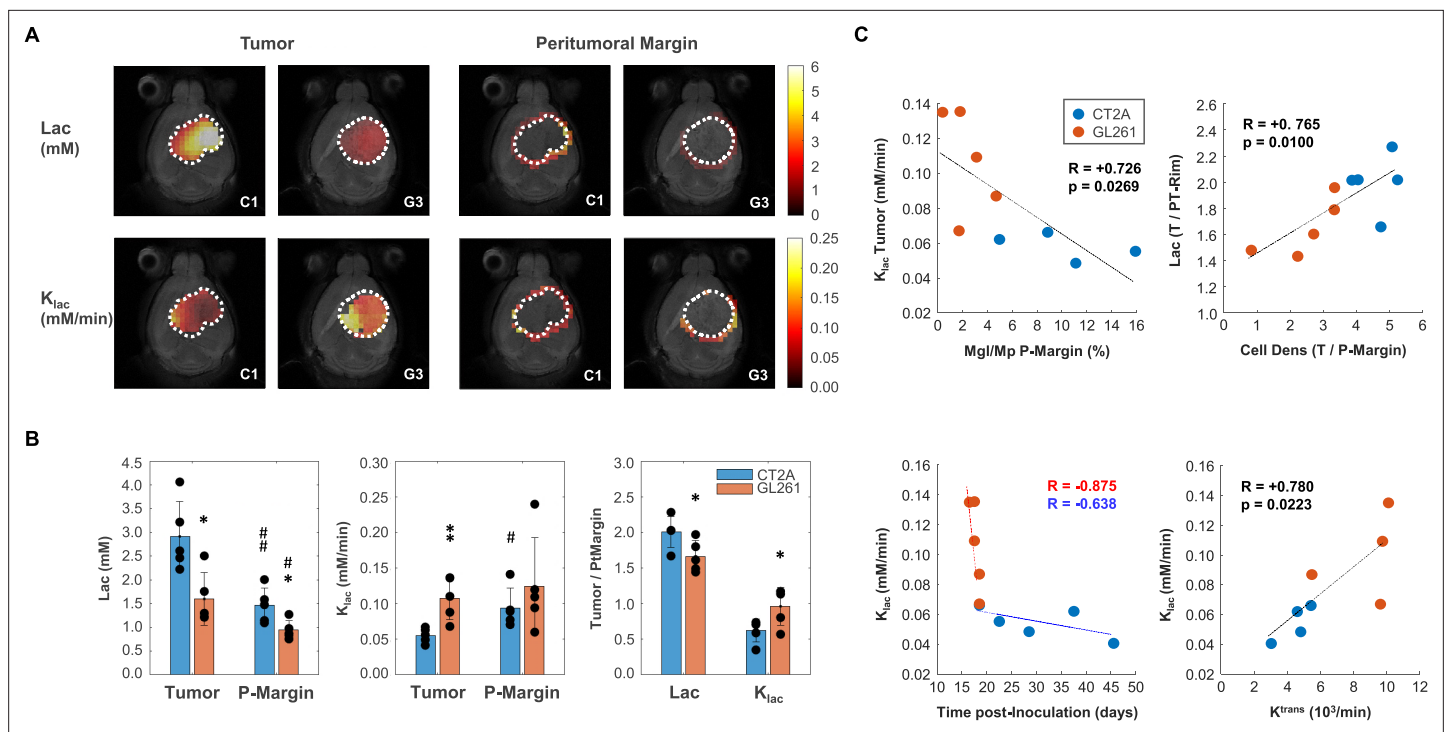 A
Tumor
Peritumoral Margin
Lac
(mM)
C1
G3
C1
G3
6
5
4
3
2
1
0
Klac
(mM/min)
C1
G3
C1
G3
0.25
0.20
0.15
0.10
0.05
0.00
B
Lac (mM)
4.5
4.0
3.5
3.0
2.5
2.0
1.5
1.0
0.5
0.0
*
#
#
#
*
Tumor
P-Margin
Klac (mM/min)
0.30
0.25
0.20
0.15
0.10
0.05
0.00
*
*
#
Tumor
P-Margin
Tumor / PtMargin
3.0
2.5
2.0
1.5
1.0
0.5
0.0
CT2A
GL261
*
*
Lac
Klac
C
Klac Tumor (mM/min)
0.14
0.12
0.10
0.08
0.06
0.04
0.02
CT2A
GL261
R = +0.726
p = 0.0269
0 2 4 6 8 10 12 14 16
Mgl/Mp P-Margin (%)
Lac (T / PT-Rim)
2.6
2.4
2.2
2.0
1.8
1.6
1.4
1.2
1.0
R = +0. 765
p = 0.0100
0 1 2 3 4 5 6
Cell Dens (T / P-Margin)
Klac (mM/min)
0.16
0.14
0.12
0.10
0.08
0.06
0.04
0.02
R = -0.875
R = -0.638
10 15 20 25 30 35 40 45 50
Time post-Inoculation (days)
Klac (mM/min)
0.16
0.14
0.12
0.10
0.08
0.06
0.04
0.02
R = +0.780
p = 0.0223
0 2 4 6 8 10 12
Ktrans (103/min)